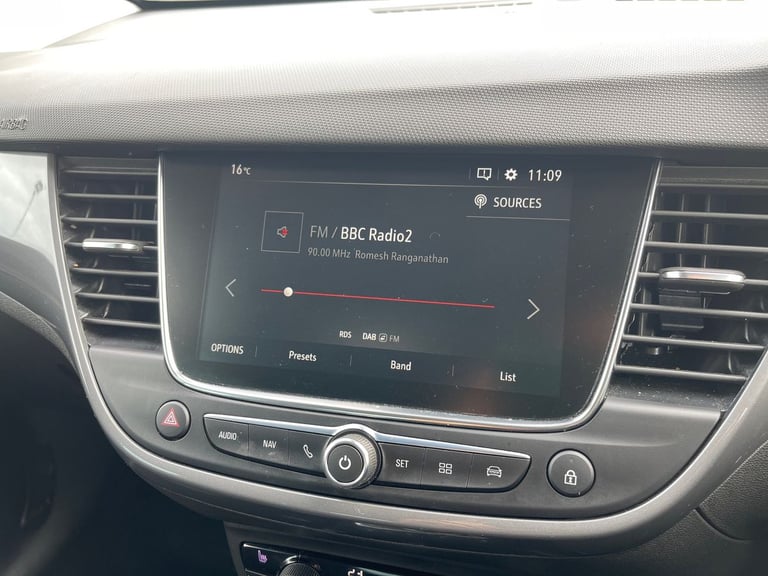 AIRBAG
16°C
11:09
SOURCES
FM / BBC Radio2
90.00 MHz Romesh Ranganathan
RDS DAB FM
OPTIONS Presets Band List
AUDIO NAV SET